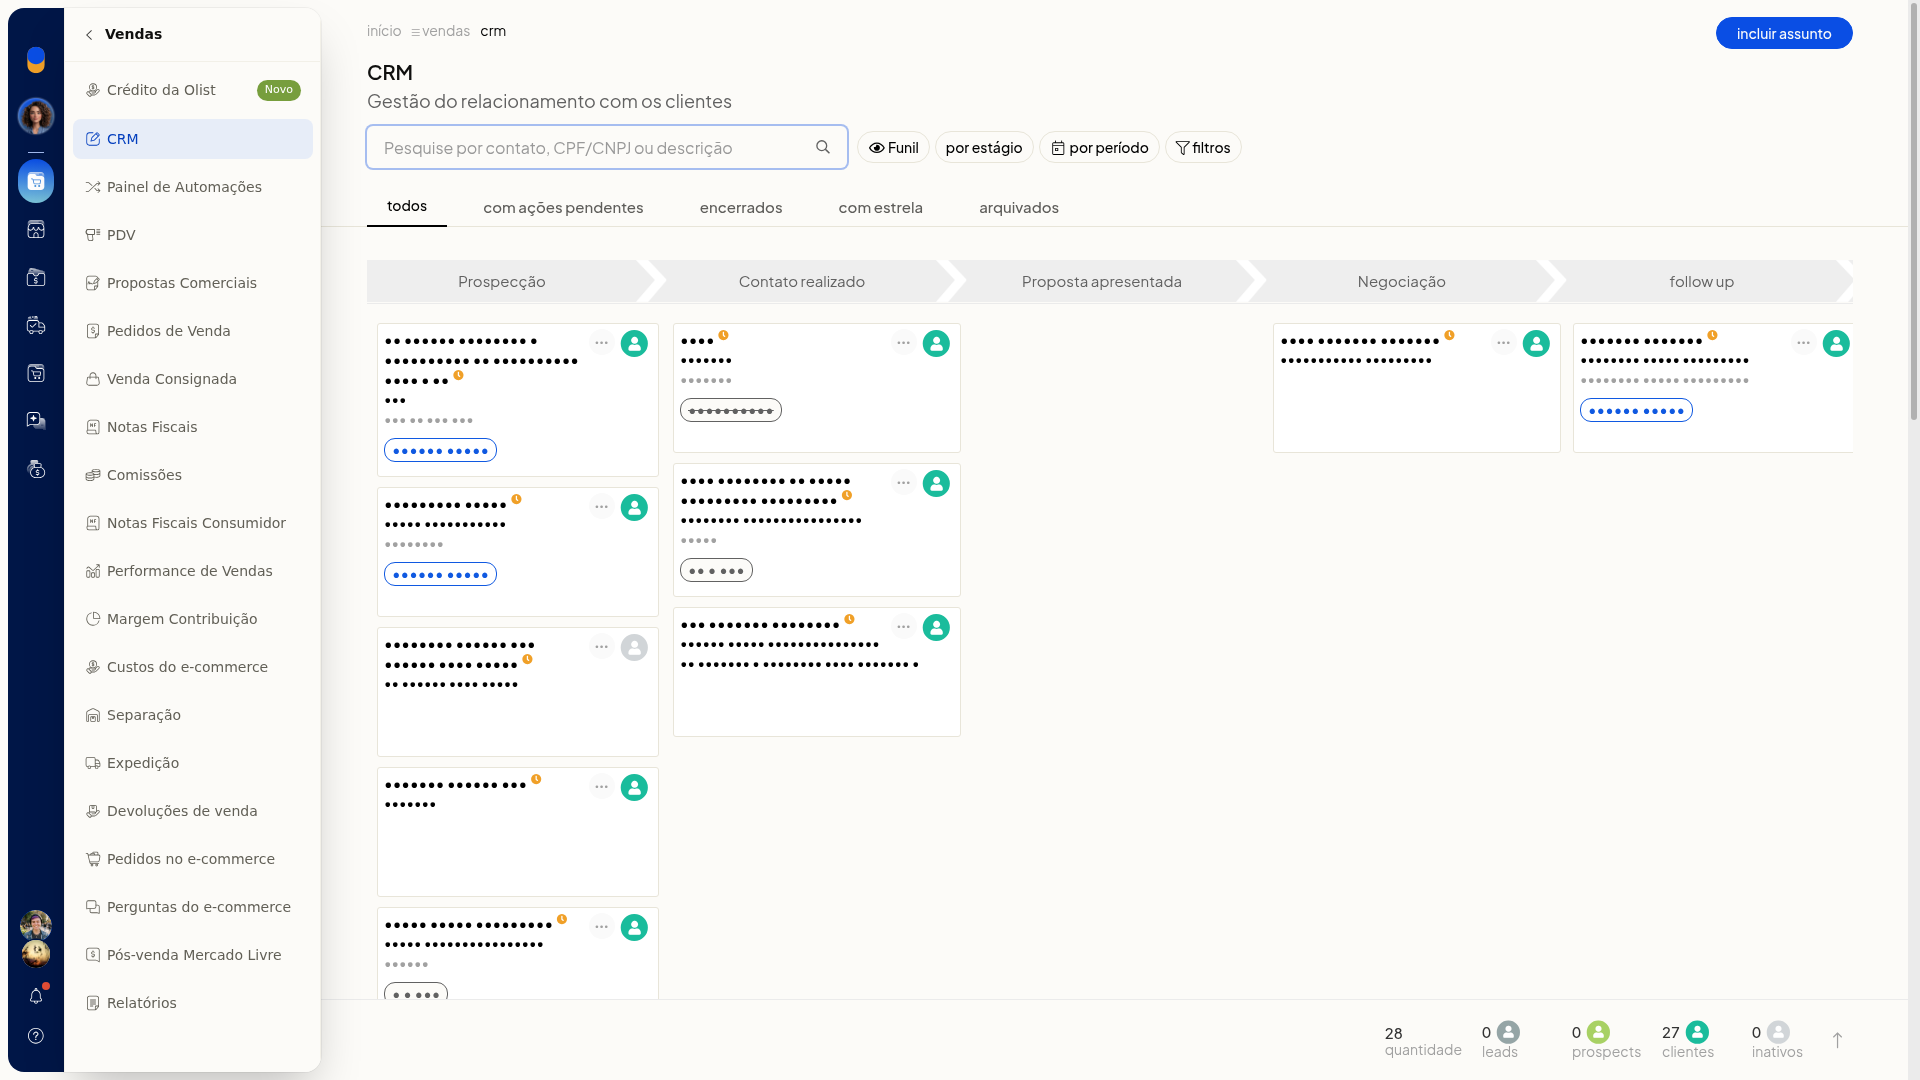 Vendas
Crédito da Olist
Novo
CRM
Painel de Automações
PDV
Propostas Comerciais
Pedidos de Venda
Venda Consignada
Notas Fiscais
Comissões
Notas Fiscais Consumidor
Performance de Vendas
Margem Contribuição
Custos do e-commerce
Separação
Expedição
Devoluções de venda
Pedidos no e-commerce
Perguntas do e-commerce
Pós-venda Mercado Livre
Relatórios
início vendas crm
incluir assunto
CRM
Gestão do relacionamento com os clientes
Pesquise por contato, CPF/CNPJ ou descrição
Funil
por estágio
por período
filtros
todos
com ações pendentes
encerrados
com estrela
arquivados
Prospecção
Contato realizado
Proposta apresentada
Negociação
follow up
28
quantidade
0
leads
0
prospects
27
clientes
0
inativos